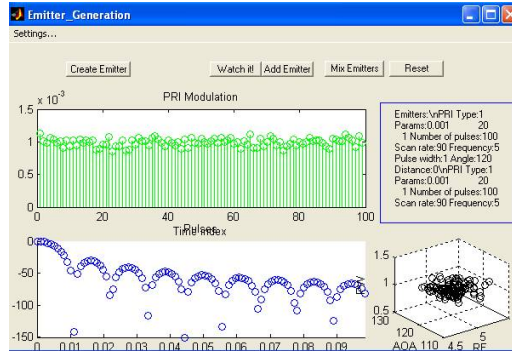 Emitter_Generation
Settings...
Create Emitter
Watch it!
Add Emitter
Mix Emitters
Reset
PRI Modulation
x 10^-3
1.5
1
0.5
0
0 20 40 60 80 100
Time index
Pulses
0
-50
-100
-150
0 0.01 0.02 0.03 0.04 0.05 0.06 0.07 0.08 0.09
Emitters:\nPRI Type:1
Params:0.001 20
1 Number of pulses:100
Scan rate:90 Frequency:5
Pulse width:1 Angle:120
Distance:0\nPRI Type:1
Params:0.001 20
1 Number of pulses:100
Scan rate:90 Frequency:5
1.5
1
0.5
130
120
110
4.5
5
AOA
RF